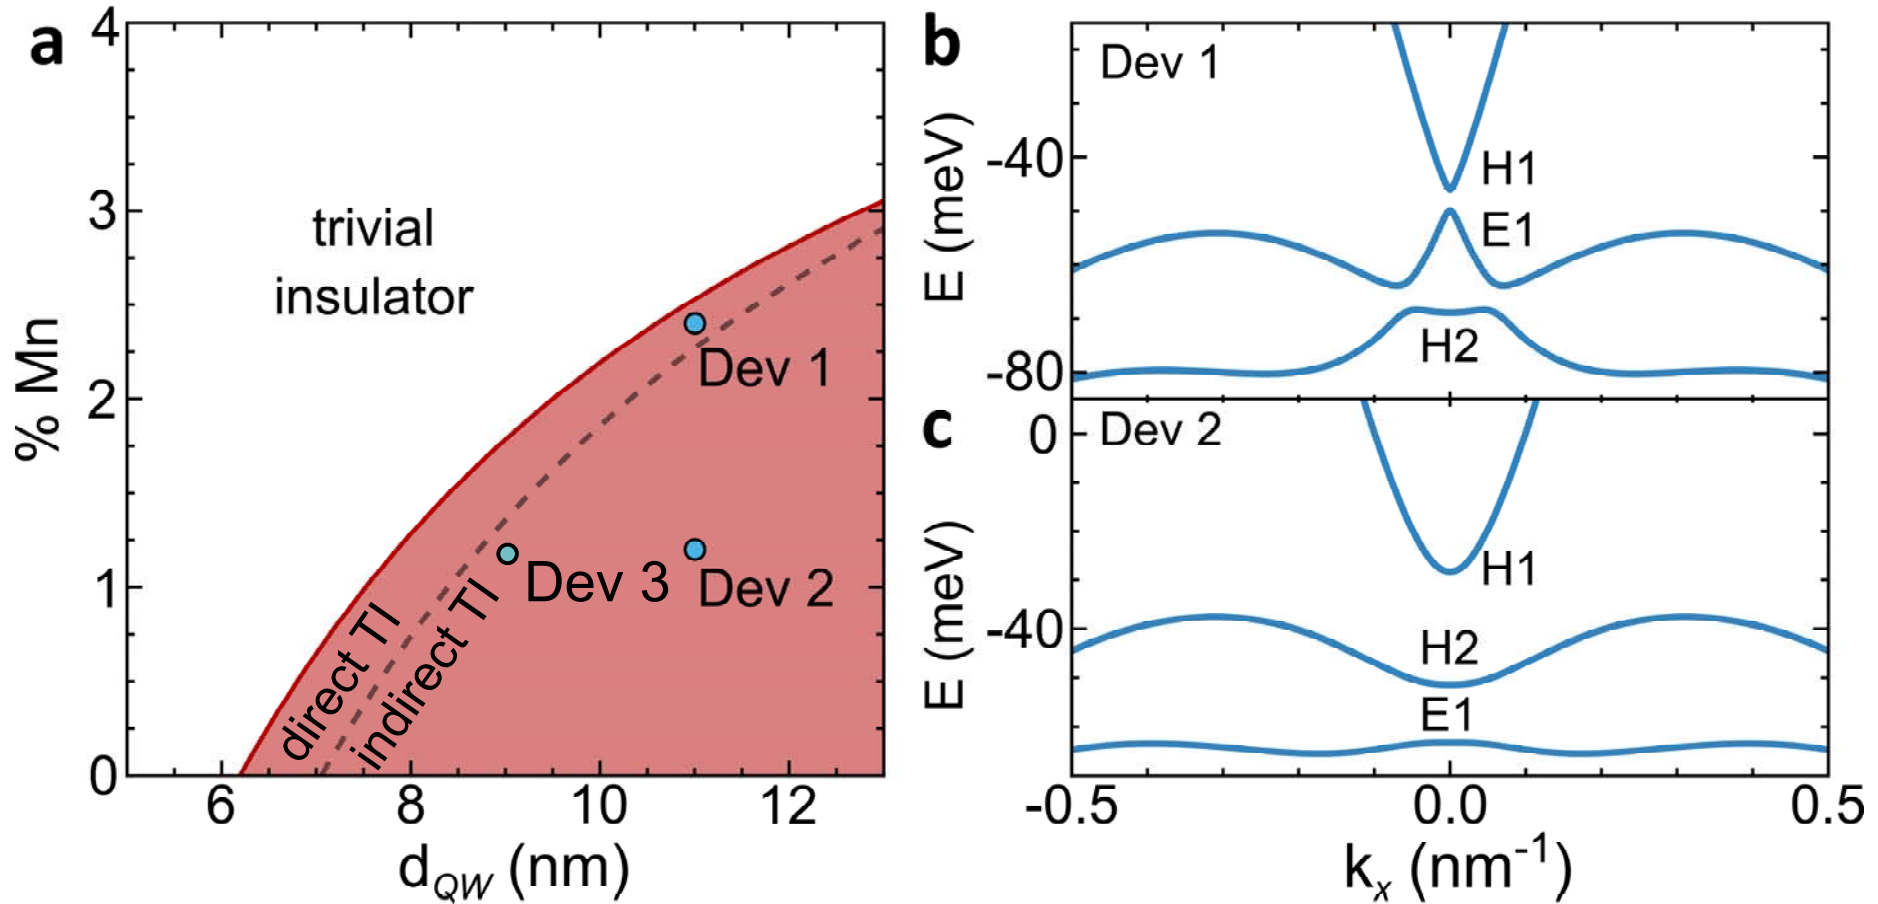 a
4
3
2
1
0
% Mn
trivial
insulator
Dev 1
Dev 3
Dev 2
direct TI
indirect TI
6 8 10 12
d_QW (nm)
b
Dev 1
E (meV)
-40
-80
H1
E1
H2
c
Dev 2
E (meV)
0
-40
H1
H2
E1
-0.5 0.0 0.5
k_x (nm⁻¹)